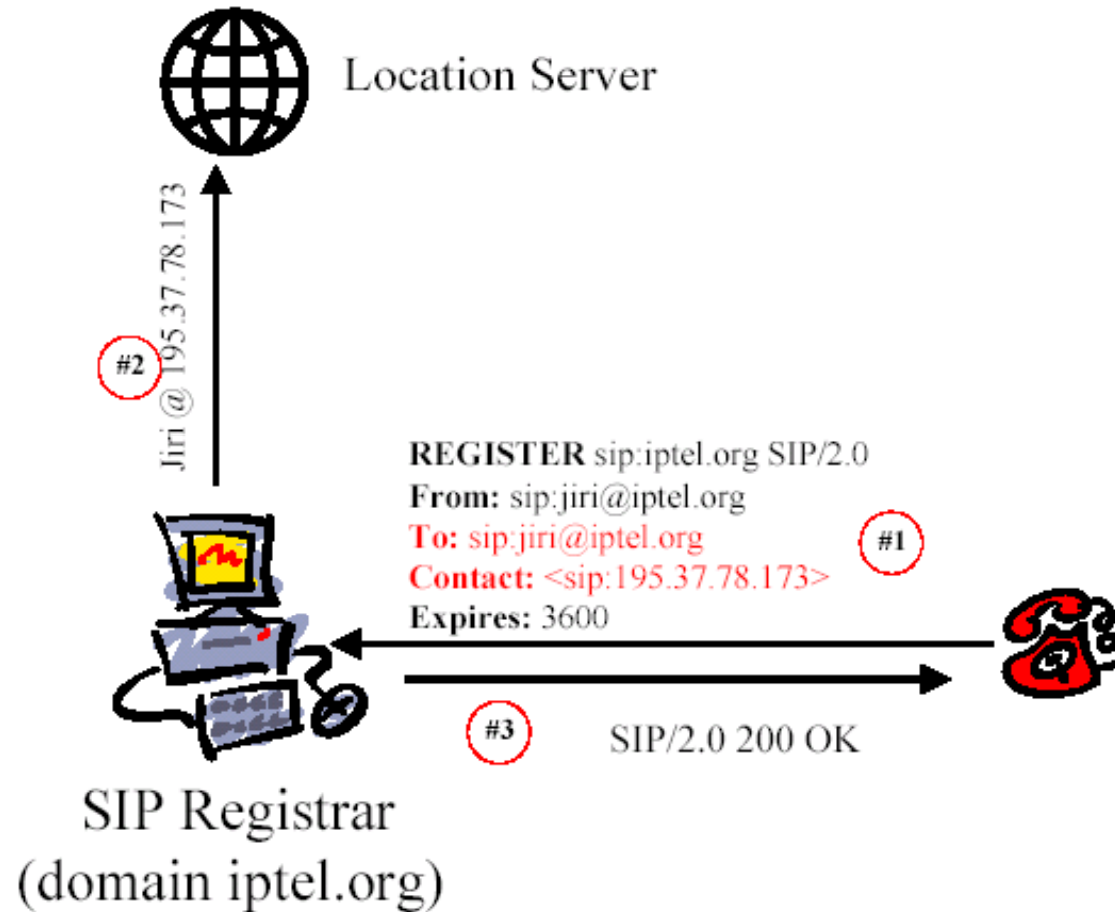 Location Server
Jiri @ 195.37.78.173
#2
REGISTER sip:iptel.org SIP/2.0
From: sip:jiri@iptel.org
To: sip:jiri@iptel.org
Contact: <sip:195.37.78.173>
Expires: 3600
#1
#3
SIP/2.0 200 OK
SIP Registrar
(domain iptel.org)